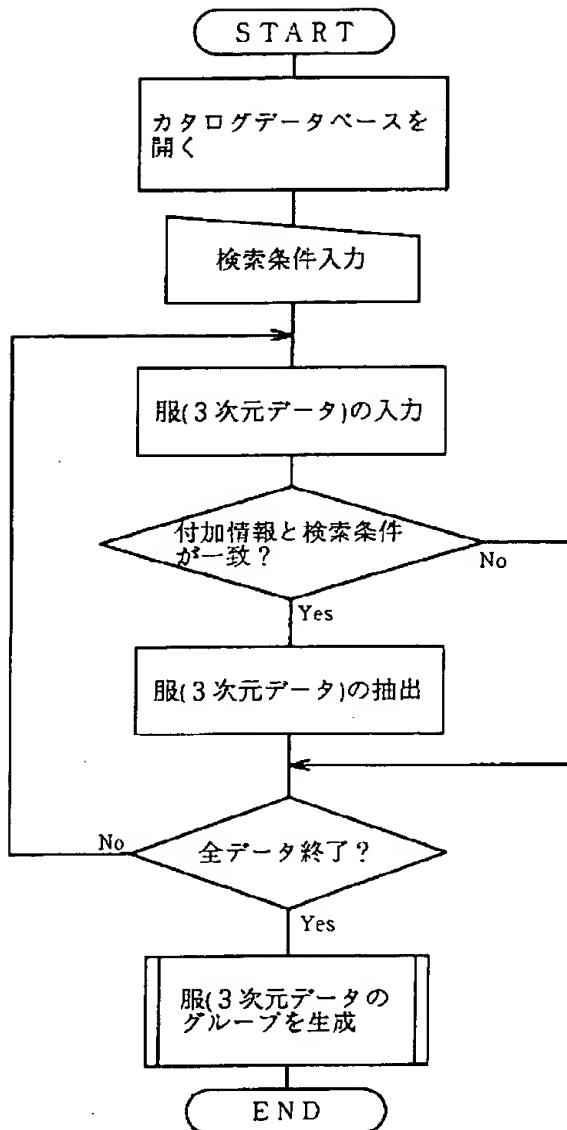 START
カタログデータベースを
開く
検索条件入力
服(3次元データ)の入力
付加情報と検索条件
が一致?
No
Yes
服(3次元データ)の抽出
No
全データ終了?
Yes
服(3次元データの
グループを生成
END